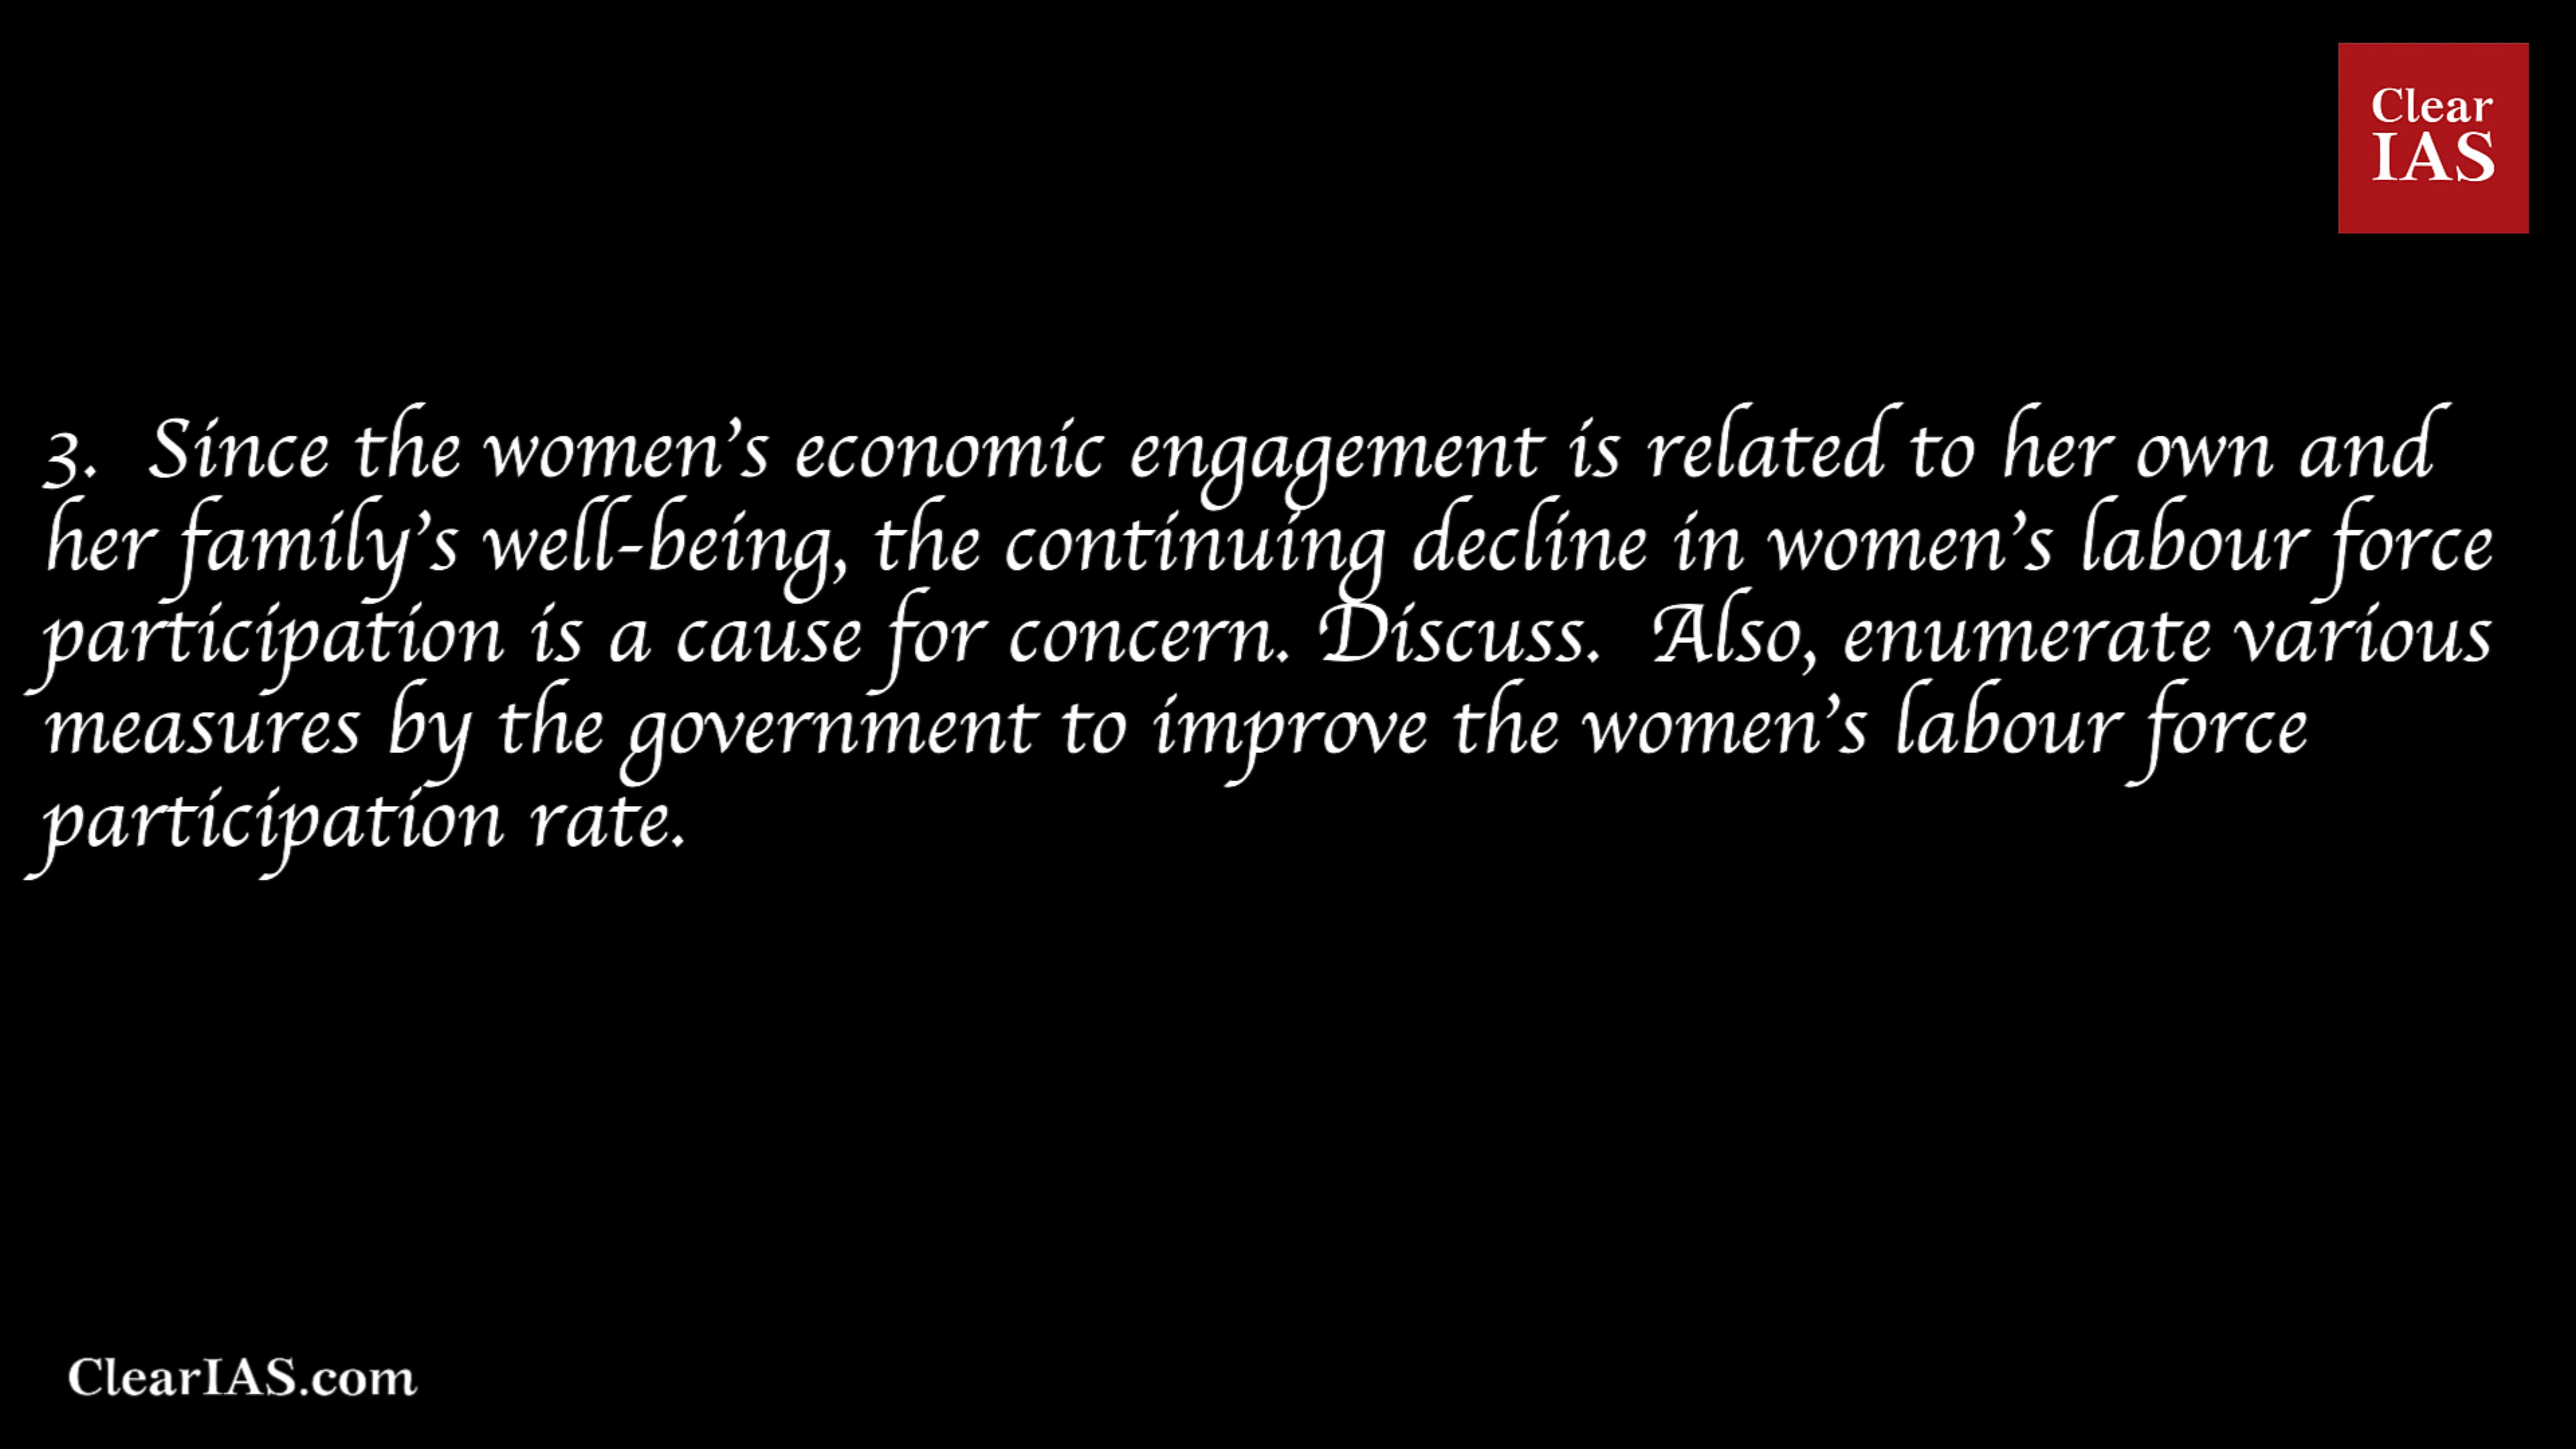 Clear
IAS
3. Since the women's economic engagement is related to her own and
her family's well-being, the continuing decline in women's labour force
participation is a cause for concern. Discuss. Also, enumerate various
measures by the government to improve the women's labour force
participation rate.
ClearIAS.com